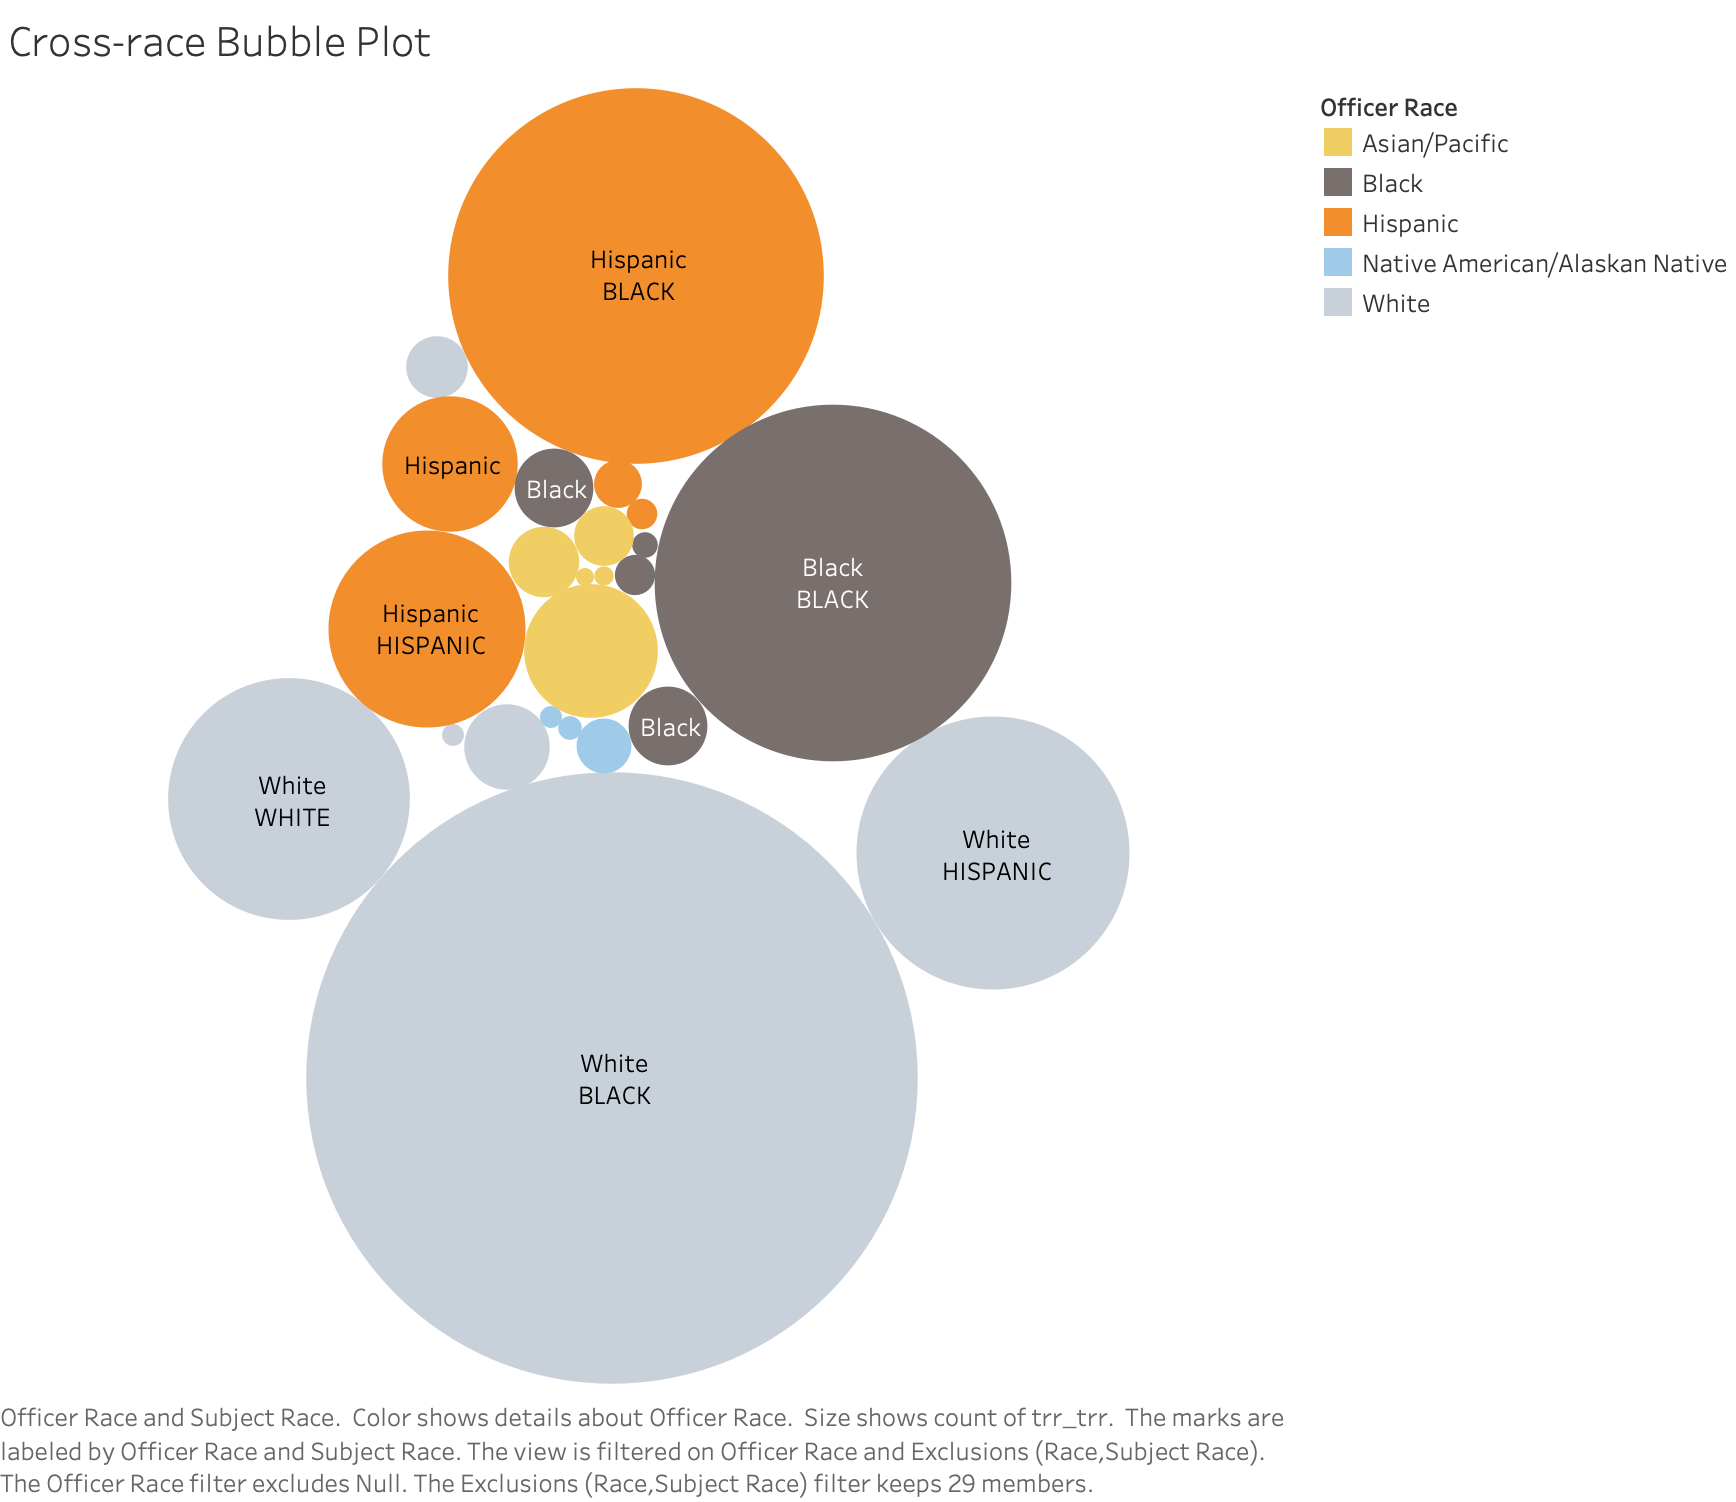 Cross-race Bubble Plot
Officer Race
Asian/Pacific
Black
Hispanic
Native American/Alaskan Native
White
Hispanic
BLACK
Hispanic
Black
Black
BLACK
Hispanic
HISPANIC
Black
White
WHITE
White
HISPANIC
White
BLACK
Officer Race and Subject Race.  Color shows details about Officer Race.  Size shows count of trr_trr.  The marks are
labeled by Officer Race and Subject Race. The view is filtered on Officer Race and Exclusions (Race,Subject Race).
The Officer Race filter excludes Null. The Exclusions (Race,Subject Race) filter keeps 29 members.